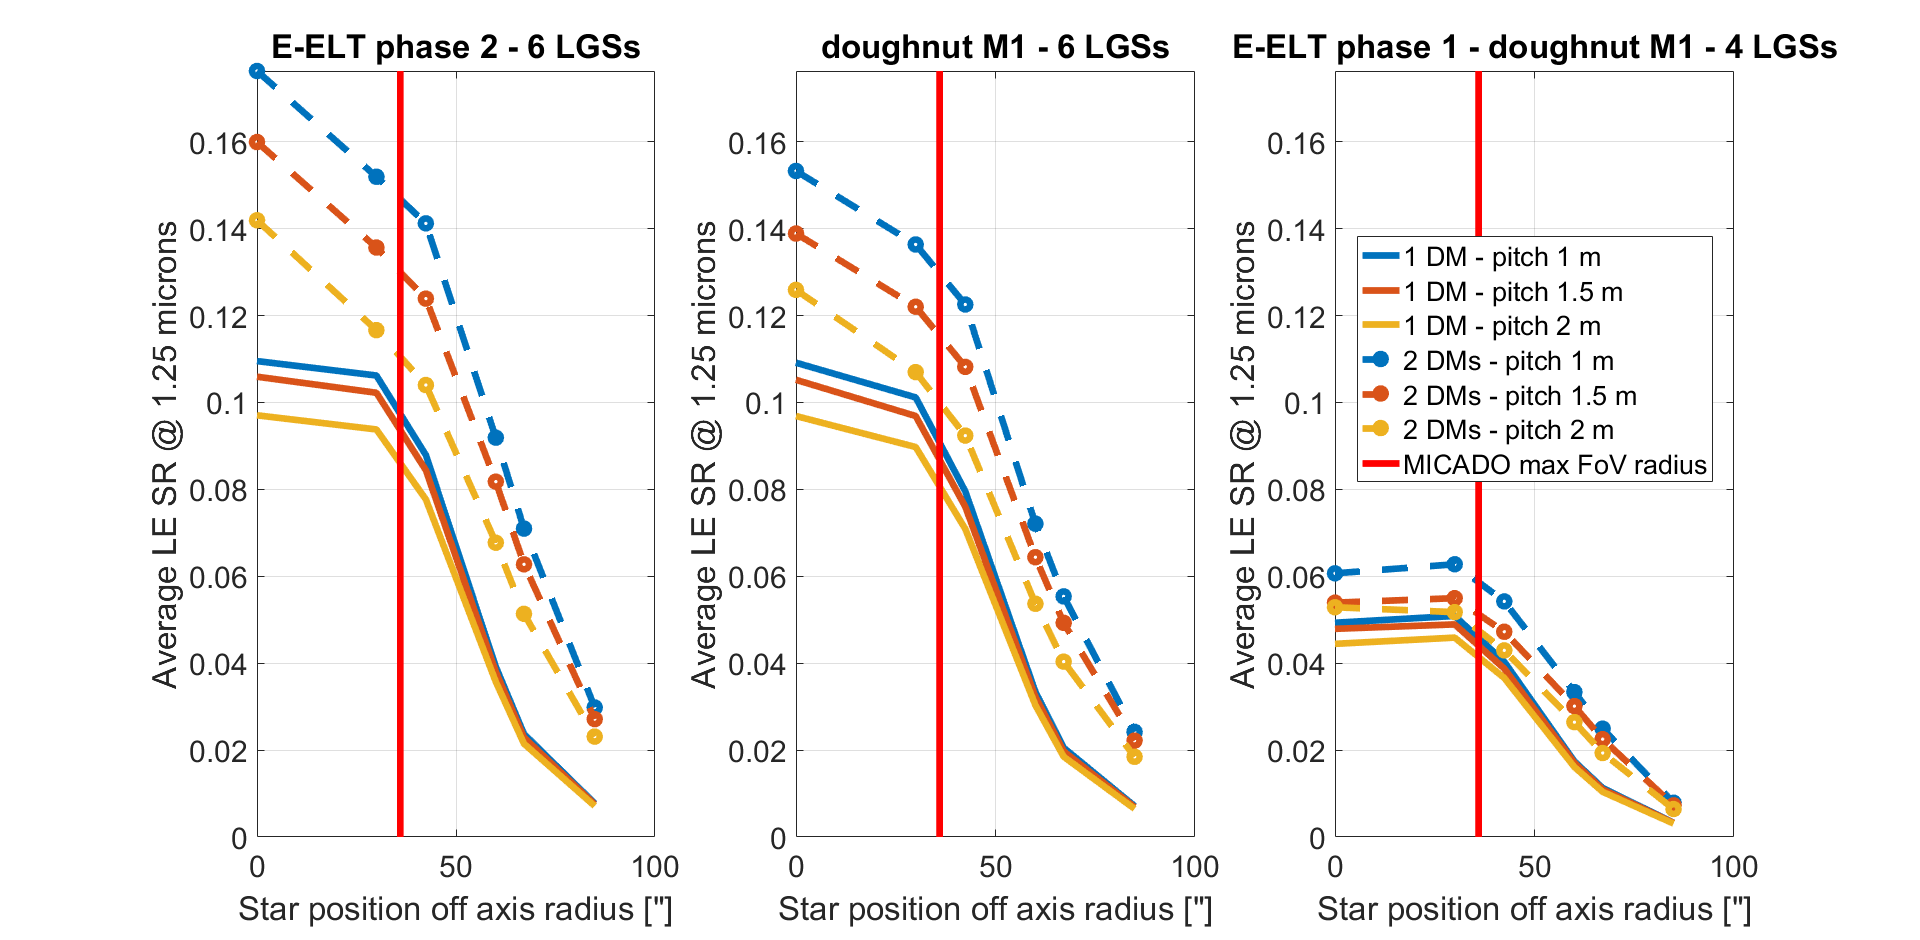 E-ELT phase 2 - 6 LGSs
doughnut M1 - 6 LGSs
E-ELT phase 1 - doughnut M1 - 4 LGSs
Average LE SR @ 1.25 microns
0.16
0.14
0.12
0.1
0.08
0.06
0.04
0.02
0
0
50
100
Star position off axis radius ["]
Average LE SR @ 1.25 microns
0.16
0.14
0.12
0.1
0.08
0.06
0.04
0.02
0
0
50
100
Star position off axis radius ["]
Average LE SR @ 1.25 microns
0.16
0.14
0.12
0.1
0.08
0.06
0.04
0.02
0
0
50
100
Star position off axis radius ["]
1 DM - pitch 1 m
1 DM - pitch 1.5 m
1 DM - pitch 2 m
2 DMs - pitch 1 m
2 DMs - pitch 1.5 m
2 DMs - pitch 2 m
MICADO max FoV radius